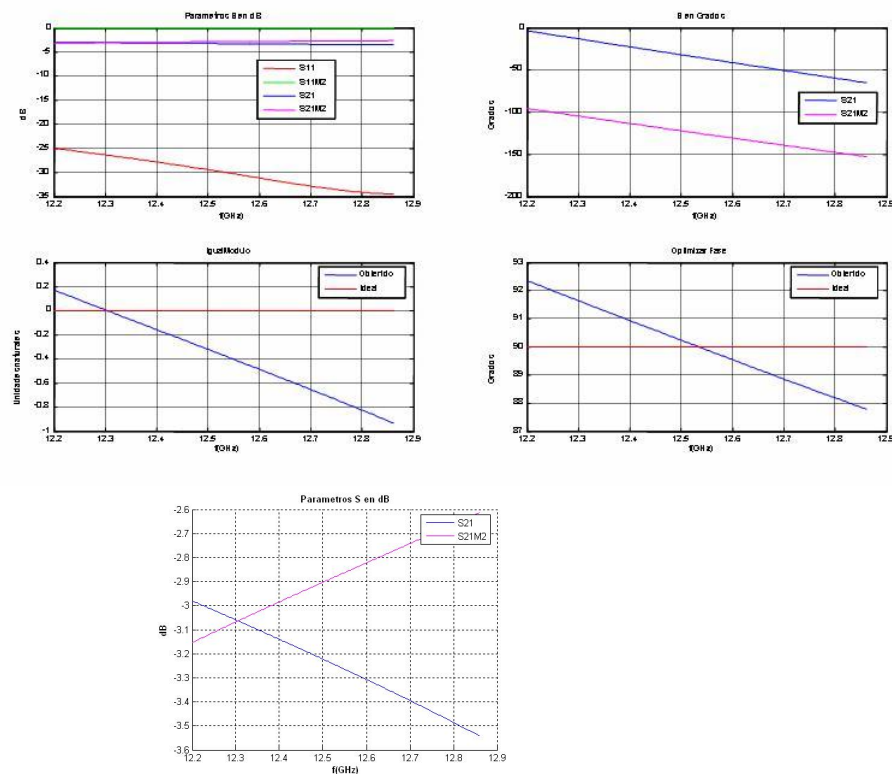 Parametros S en dB
0
-5
-10
-15
-20
-25
-30
-35
dB
S11
S11M2
S21
S21M2
12.2 12.3 12.4 12.5 12.6 12.7 12.8 12.9
f(GHz)
S en Grados
0
-50
-100
-150
-200
Grados
S21
S21M2
12.2 12.3 12.4 12.5 12.6 12.7 12.8 12.9
f(GHz)
IgualModulo
0.4
0.2
0
-0.2
-0.4
-0.6
-0.8
-1
Unidades naturales
Obtenido
Ideal
12.2 12.3 12.4 12.5 12.6 12.7 12.8 12.9
f(GHz)
Optimizar Fase
93
92
91
90
89
88
87
Grados
Obtenido
Ideal
12.2 12.3 12.4 12.5 12.6 12.7 12.8 12.9
f(GHz)
Parametros S en dB
-2.6
-2.7
-2.8
-2.9
-3
-3.1
-3.2
-3.3
-3.4
-3.5
-3.6
dB
S21
S21M2
12.2 12.3 12.4 12.5 12.6 12.7 12.8 12.9
f(GHz)